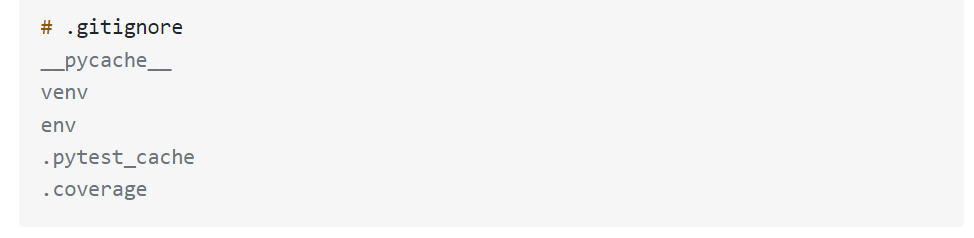 # .gitignore
__pycache__
venv
env
.pytest_cache
.coverage